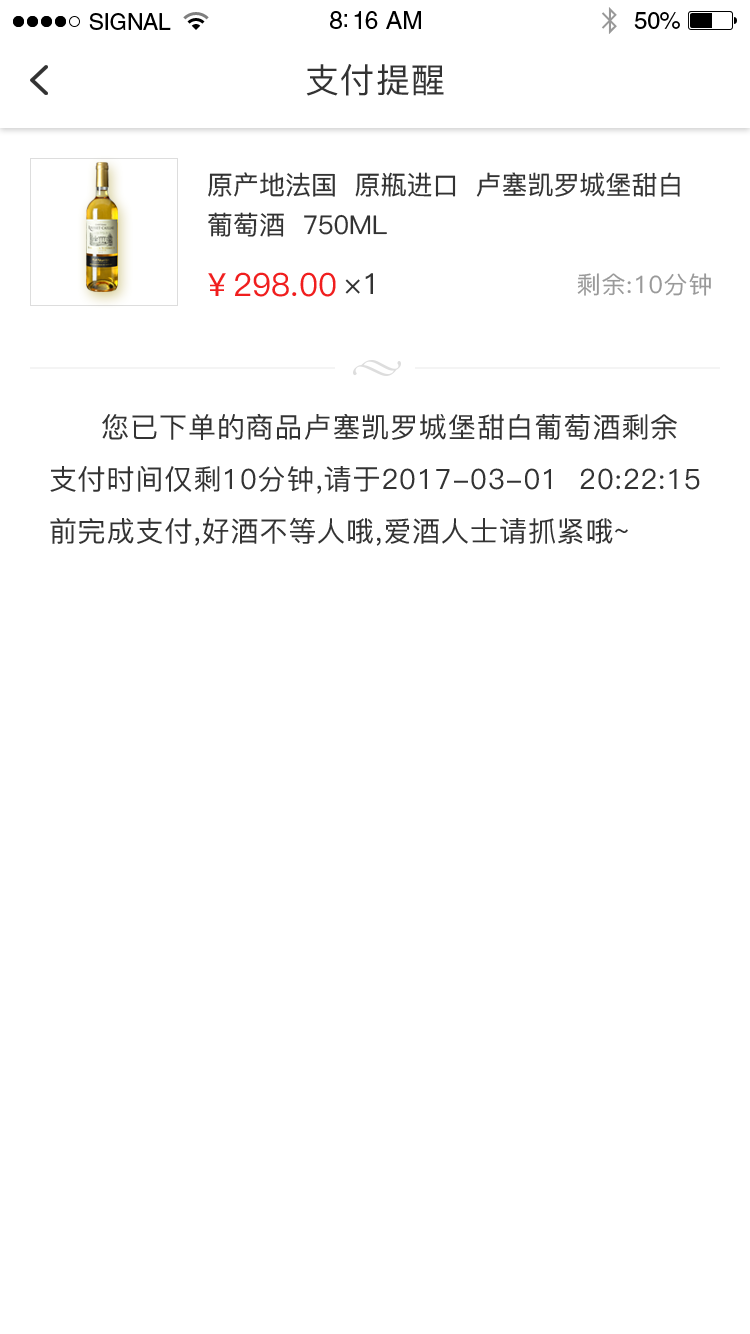 SIGNAL 8:16 AM 50%
支付提醒
原产地法国 原瓶进口 卢塞凯罗城堡甜白
葡萄酒 750ML
¥298.00 ×1 剩余:10分钟
您已下单的商品卢塞凯罗城堡甜白葡萄酒剩余
支付时间仅剩10分钟,请于2017-03-01 20:22:15
前完成支付,好酒不等人哦,爱酒人士请抓紧哦~